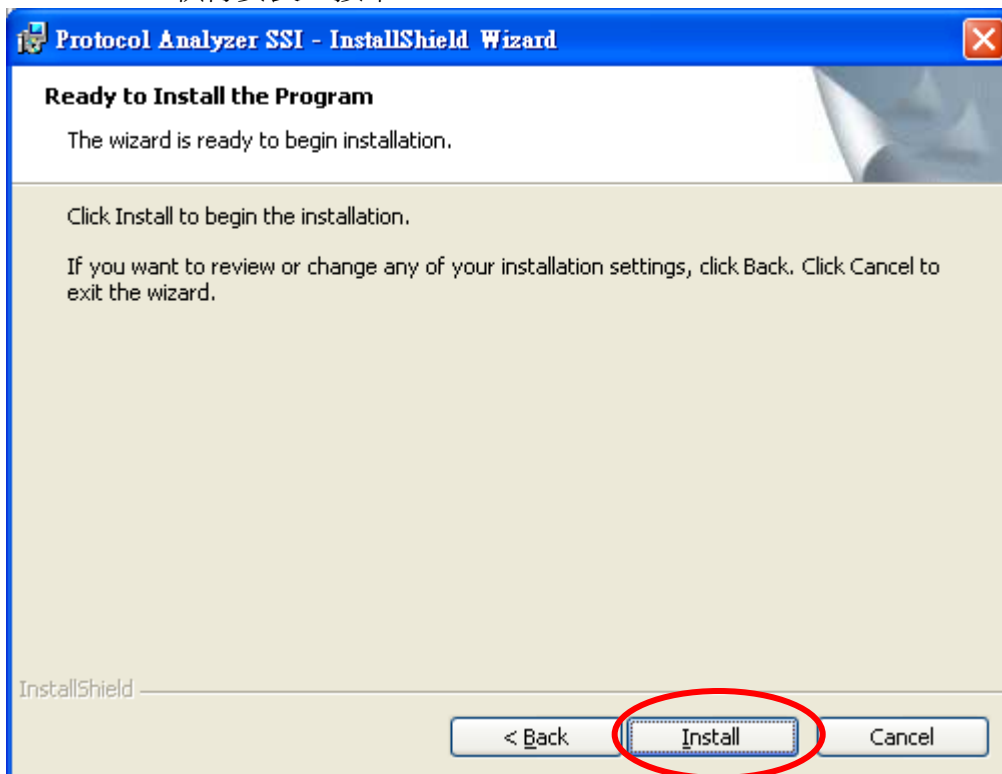 Protocol Analyzer SSI - InstallShield Wizard
Ready to Install the Program
The wizard is ready to begin installation.
Click Install to begin the installation.
If you want to review or change any of your installation settings, click Back. Click Cancel to
exit the wizard.
InstallShield
< Back
Install
Cancel